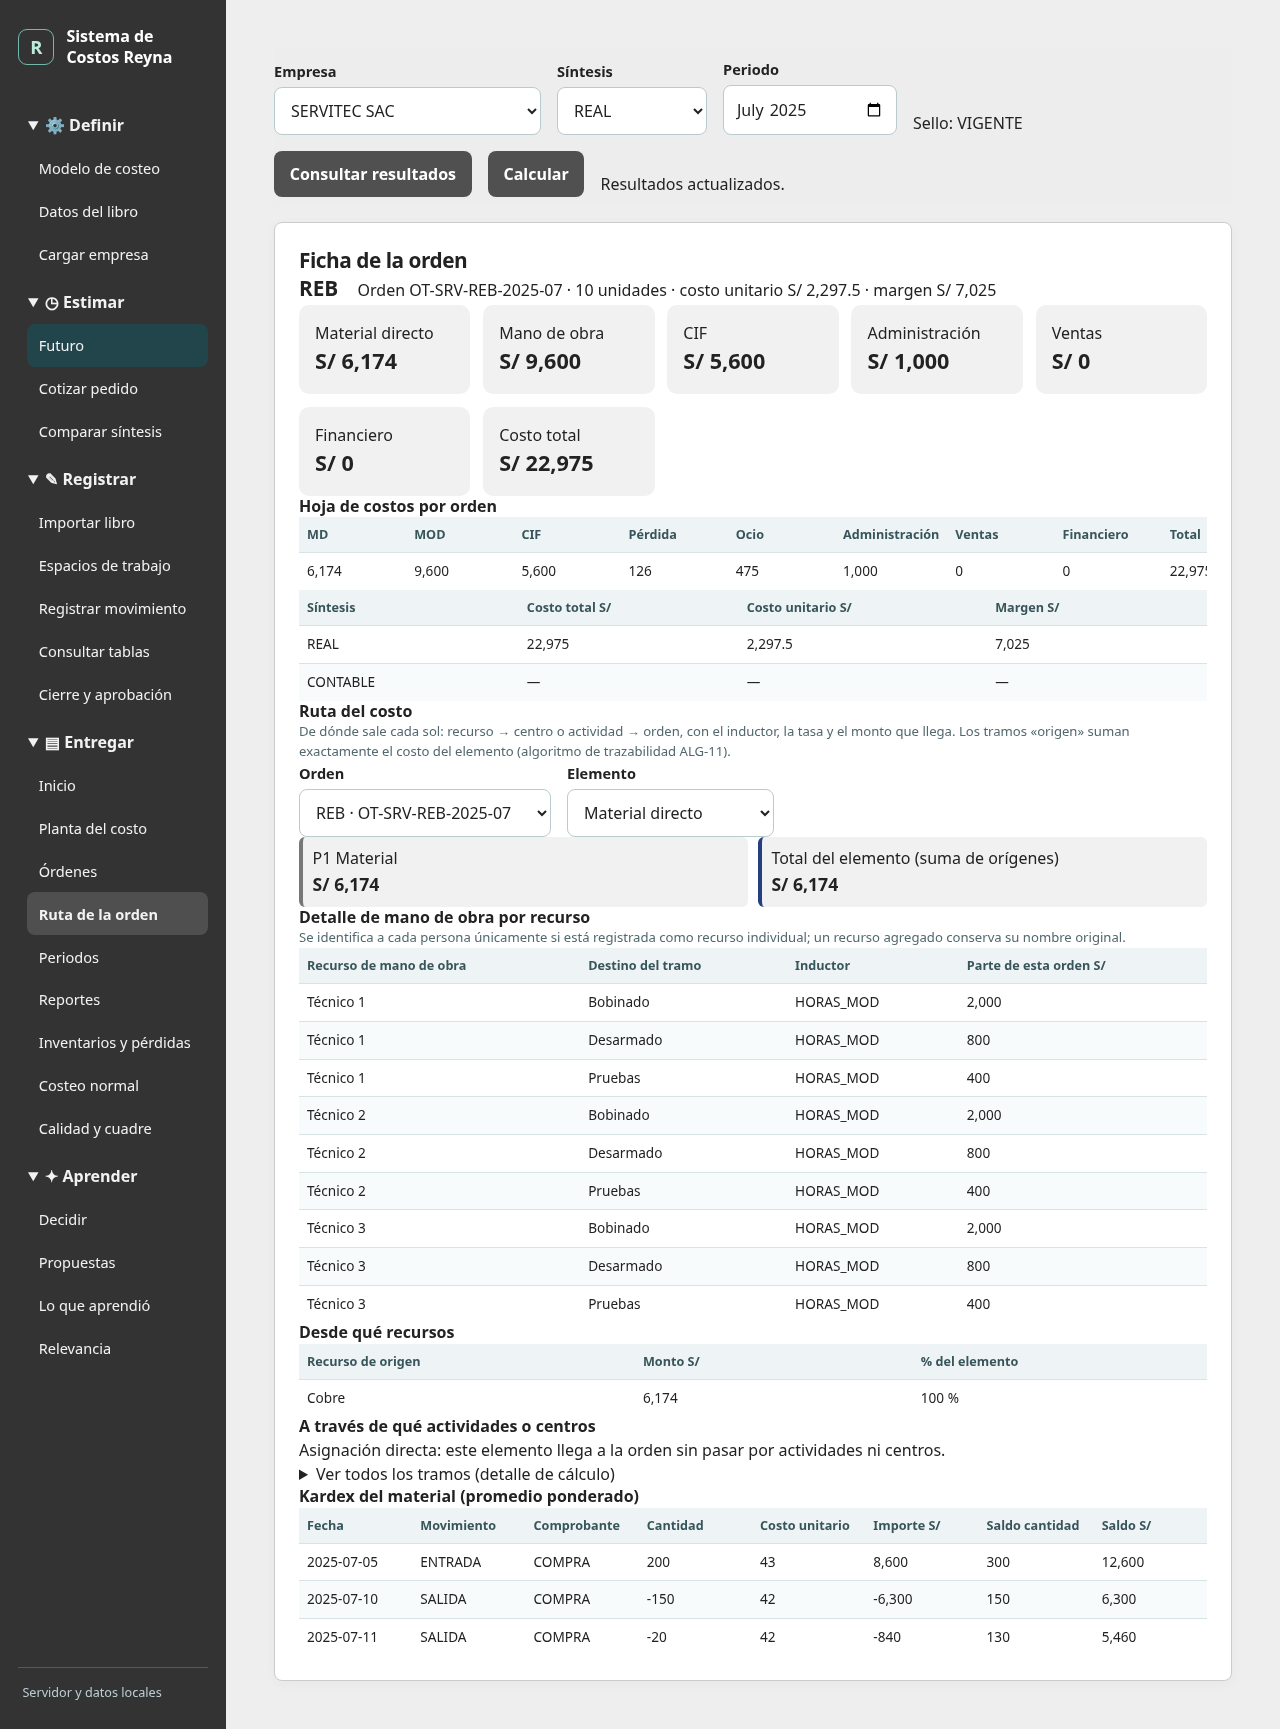 R
Sistema de
Costos Reyna
▼ ⚙️ Definir
Modelo de costeo
Datos del libro
Cargar empresa
▼ ◷ Estimar
Futuro
Cotizar pedido
Comparar síntesis
▼ ✎ Registrar
Importar libro
Espacios de trabajo
Registrar movimiento
Consultar tablas
Cierre y aprobación
▼ ▤ Entregar
Inicio
Planta del costo
Órdenes
Ruta de la orden
Periodos
Reportes
Inventarios y pérdidas
Costeo normal
Calidad y cuadre
▼ ✦ Aprender
Decidir
Propuestas
Lo que aprendió
Relevancia
Servidor y datos locales
Empresa Síntesis Periodo
SERVITEC SAC REAL July 2025 Sello: VIGENTE
Consultar resultados Calcular Resultados actualizados.
Ficha de la orden
REB Orden OT-SRV-REB-2025-07 · 10 unidades · costo unitario S/ 2,297.5 · margen S/ 7,025
Material directo Mano de obra CIF Administración Ventas
S/ 6,174 S/ 9,600 S/ 5,600 S/ 1,000 S/ 0
Financiero Costo total
S/ 0 S/ 22,975
Hoja de costos por orden
MD MOD CIF Pérdida Ocio Administración Ventas Financiero Total
6,174 9,600 5,600 126 475 1,000 0 0 22,975
Síntesis Costo total S/ Costo unitario S/ Margen S/
REAL 22,975 2,297.5 7,025
CONTABLE — — —
Ruta del costo
De dónde sale cada sol: recurso → centro o actividad → orden, con el inductor, la tasa y el monto que llega. Los tramos «origen» suman
exactamente el costo del elemento (algoritmo de trazabilidad ALG-11).
Orden Elemento
REB · OT-SRV-REB-2025-07 Material directo
P1 Material Total del elemento (suma de orígenes)
S/ 6,174 S/ 6,174
Detalle de mano de obra por recurso
Se identifica a cada persona únicamente si está registrada como recurso individual; un recurso agregado conserva su nombre original.
Recurso de mano de obra Destino del tramo Inductor Parte de esta orden S/
Técnico 1 Bobinado HORAS_MOD 2,000
Técnico 1 Desarmado HORAS_MOD 800
Técnico 1 Pruebas HORAS_MOD 400
Técnico 2 Bobinado HORAS_MOD 2,000
Técnico 2 Desarmado HORAS_MOD 800
Técnico 2 Pruebas HORAS_MOD 400
Técnico 3 Bobinado HORAS_MOD 2,000
Técnico 3 Desarmado HORAS_MOD 800
Técnico 3 Pruebas HORAS_MOD 400
Desde qué recursos
Recurso de origen Monto S/ % del elemento
Cobre 6,174 100 %
A través de qué actividades o centros
Asignación directa: este elemento llega a la orden sin pasar por actividades ni centros.
▶ Ver todos los tramos (detalle de cálculo)
Kardex del material (promedio ponderado)
Fecha Movimiento Comprobante Cantidad Costo unitario Importe S/ Saldo cantidad Saldo S/
2025-07-05 ENTRADA COMPRA 200 43 8,600 300 12,600
2025-07-10 SALIDA COMPRA -150 42 -6,300 150 6,300
2025-07-11 SALIDA COMPRA -20 42 -840 130 5,460